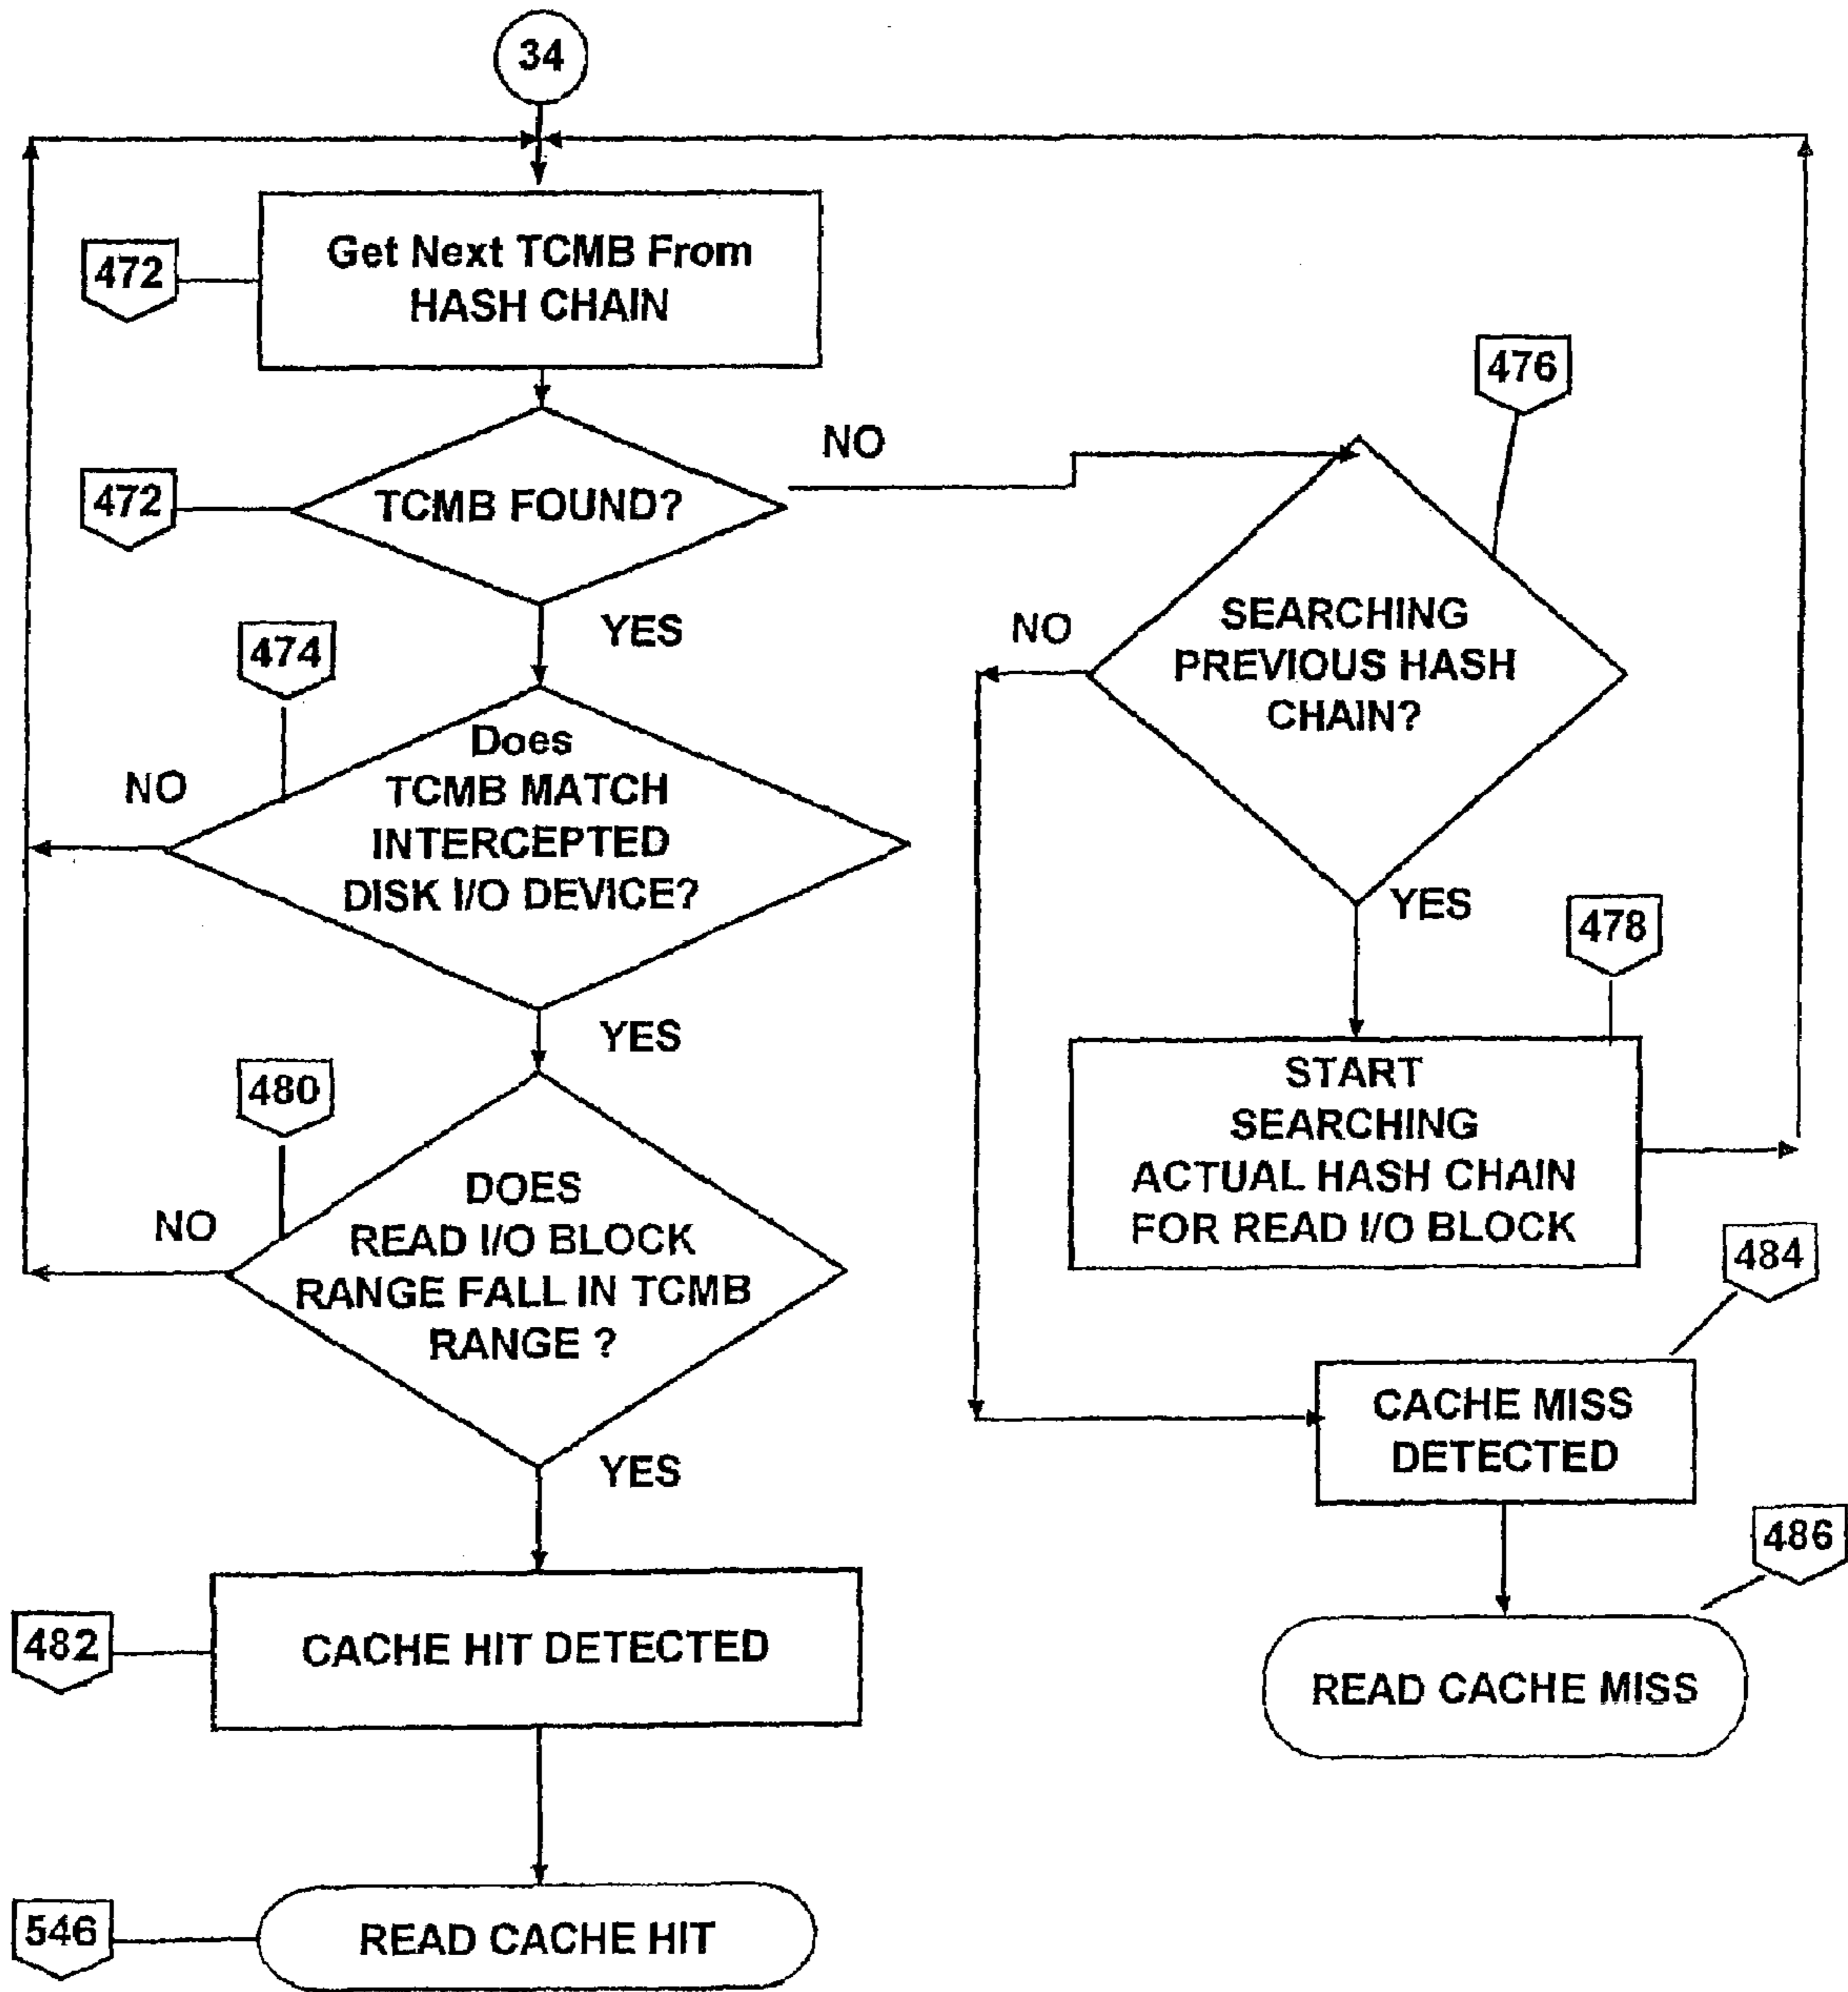 34
472
Get Next TCMB From
HASH CHAIN
472
TCMB FOUND?
NO
YES
474
Does
TCMB MATCH
INTERCEPTED
DISK I/O DEVICE?
NO
YES
480
DOES
READ I/O BLOCK
RANGE FALL IN TCMB
RANGE ?
NO
YES
482
CACHE HIT DETECTED
546
READ CACHE HIT
476
SEARCHING
PREVIOUS HASH
CHAIN?
NO
YES
478
START
SEARCHING
ACTUAL HASH CHAIN
FOR READ I/O BLOCK
484
CACHE MISS
DETECTED
486
READ CACHE MISS